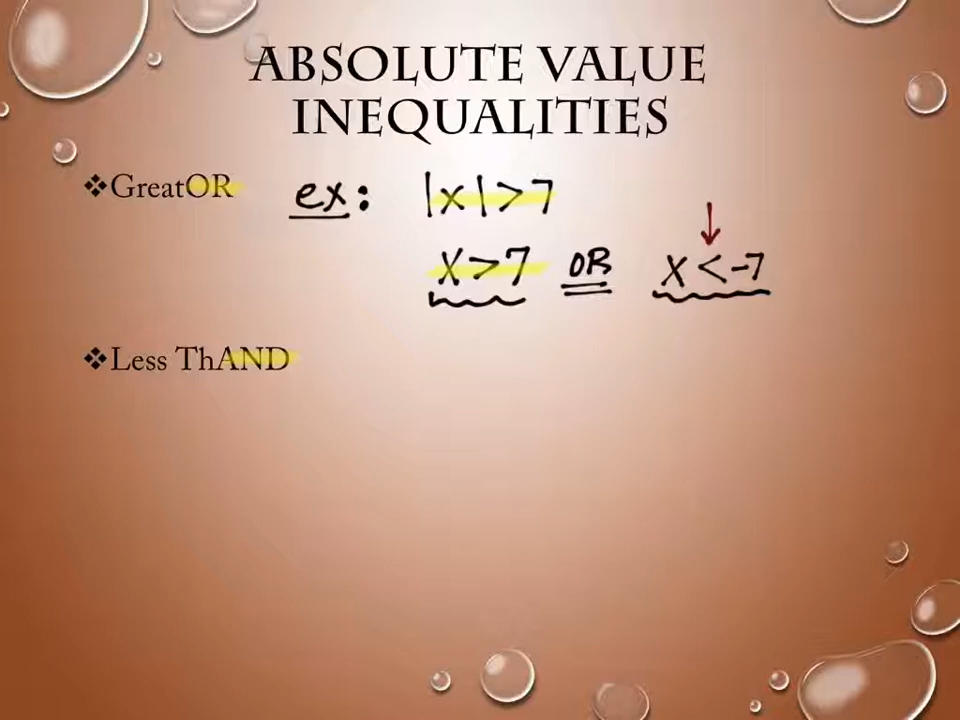 ABSOLUTE VALUE
INEQUALITIES
❖GreatOR ex: |x|>7
x>7 OR x<-7
❖Less ThAND